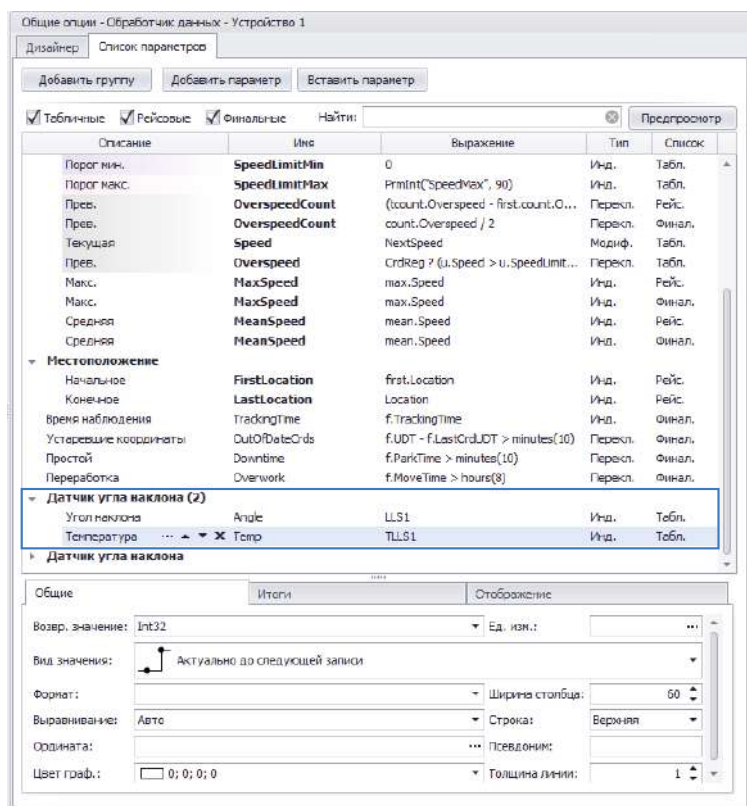 Общие опции - Обработчик данных - Устройство 1
Дизайнер Список параметров
Добавить группу Добавить параметр Вставить параметр
Табличные Рейсовые Финальные Найти: Предпросмотр
Описание Имя Выражение Тип Список
Порог мин. SpeedLimitMin 0 Инд. Табл.
Порог макс. SpeedLimitMax PrmInt("SpeedMax", 90) Инд. Табл.
Прев. OverspeedCount (tcount.Overspeed - first.count.O... Перекл. Рейс.
Прев. OverspeedCount count.Overspeed / 2 Перекл. Финал.
Текущая Speed NextSpeed Модиф. Табл.
Прев. Overspeed CrdReg ? (u.Speed > u.SpeedLimit... Перекл. Табл.
Макс. MaxSpeed max.Speed Инд. Рейс.
Макс. MaxSpeed max.Speed Инд. Финал.
Средняя MeanSpeed mean.Speed Инд. Рейс.
Средняя MeanSpeed mean.Speed Инд. Финал.
Местоположение
Начальное FirstLocation first.Location Инд. Рейс.
Конечное LastLocation Location Инд. Рейс.
Время наблюдения TrackingTime f.TrackingTime Инд. Финал.
Устаревшие координаты OutOfDateCrds f.UDT - f.LastCrdUDT > minutes(10) Перекл. Финал.
Простой Downtime f.ParkTime > minutes(10) Перекл. Финал.
Переработка Overwork f.MoveTime > hours(8) Перекл. Финал.
Датчик угла наклона (2)
Угол наклона Angle LLS1 Инд. Табл.
Температура ... Temp TLLS1 Инд. Табл.
Датчик угла наклона
Общие Итоги Отображение
Возвр. значение: Int32 Ед. изм.: ...
Вид значения: Актуально до следующей записи
Формат: Ширина столбца: 60
Выравнивание: Авто Строка: Верхняя
Ордината: ... Псевдоним:
Цвет граф.: 0; 0; 0; 0 Толщина линии: 1